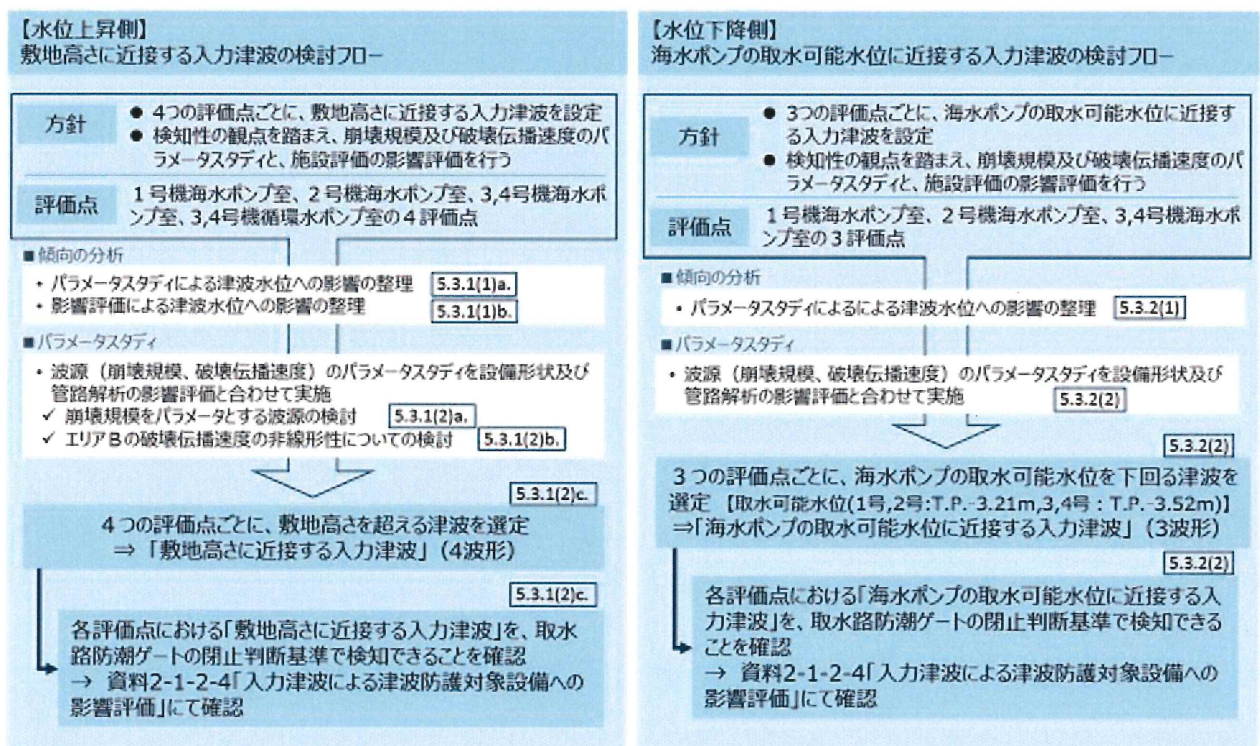 【水位上昇側】
敷地高さに近接する入力津波の検討フロー
方針
● 4つの評価点ごとに、敷地高さに近接する入力津波を設定
● 検知性の観点を踏まえ、崩壊規模及び破壊伝播速度のパ
ラメータスタディと、施設評価の影響評価を行う
評価点
1号機海水ポンプ室、2号機海水ポンプ室、3,4号機海水ポ
ンプ室、3,4号機循環水ポンプ室の4評価点
■傾向の分析
・パラメータスタディによる津波水位への影響の整理 5.3.1(1)a.
・影響評価による津波水位への影響の整理 5.3.1(1)b.
■パラメータスタディ
・波源（崩壊規模、破壊伝播速度）のパラメータスタディを設備形状及び
管路解析の影響評価と合わせて実施
✓ 崩壊規模をパラメータとする波源の検討 5.3.1(2)a.
✓ エリアBの破壊伝播速度の非線形性についての検討 5.3.1(2)b.
5.3.1(2)c.
4つの評価点ごとに、敷地高さを超える津波を選定
⇒「敷地高さに近接する入力津波」（4波形）
5.3.1(2)c.
各評価点における「敷地高さに近接する入力津波」を、取水
路防潮ゲートの閉止判断基準で検知できることを確認
→ 資料2-1-2-4「入力津波による津波防護対象設備への
影響評価」にて確認
【水位下降側】
海水ポンプの取水可能水位に近接する入力津波の検討フロー
方針
● 3つの評価点ごとに、海水ポンプの取水可能水位に近接す
る入力津波を設定
● 検知性の観点を踏まえ、崩壊規模及び破壊伝播速度のパ
ラメータスタディと、施設評価の影響評価を行う
評価点
1号機海水ポンプ室、2号機海水ポンプ室、3,4号機海水ポ
ンプ室の3評価点
■傾向の分析
・パラメータスタディによるによる津波水位への影響の整理 5.3.2(1)
■パラメータスタディ
・波源（崩壊規模、破壊伝播速度）のパラメータスタディを設備形状及び
管路解析の影響評価と合わせて実施 5.3.2(2)
5.3.2(2)
3つの評価点ごとに、海水ポンプの取水可能水位を下回る津波を
選定 【取水可能水位(1号,2号:T.P.-3.21m,3,4号：T.P.-3.52m)】
⇒「海水ポンプの取水可能水位に近接する入力津波」（3波形）
5.3.2(2)
各評価点における「海水ポンプの取水可能水位に近接する入
力津波」を、取水路防潮ゲートの閉止判断基準で検知できる
ことを確認
→ 資料2-1-2-4「入力津波による津波防護対象設備への
影響評価」にて確認